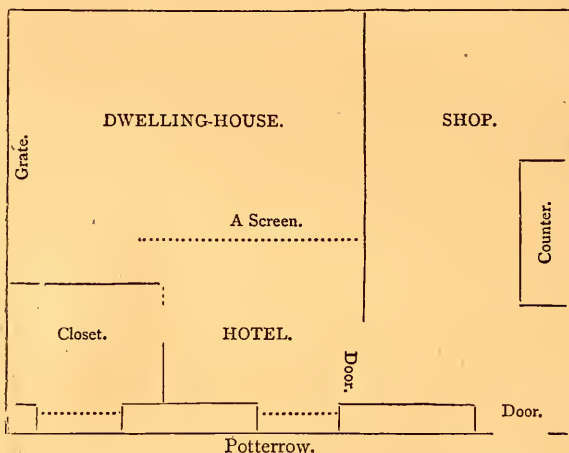 DWELLING-HOUSE.
SHOP.
Grate.
A Screen.
Counter.
Closet.
HOTEL.
Door.
Door.
Potterrow.